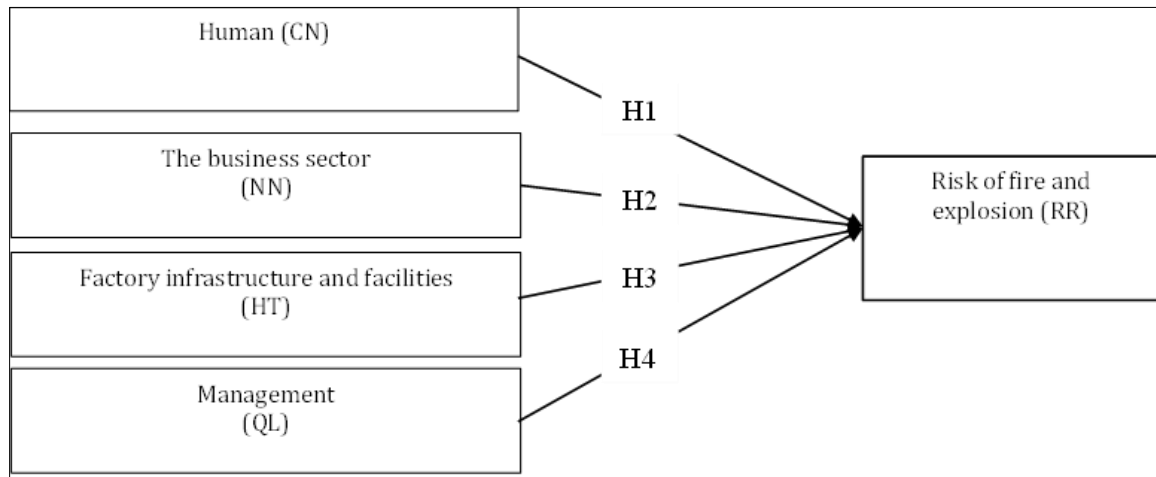 Human (CN)
The business sector
(NN)
Factory infrastructure and facilities
(HT)
Management
(QL)
H1
H2
H3
H4
Risk of fire and
explosion (RR)